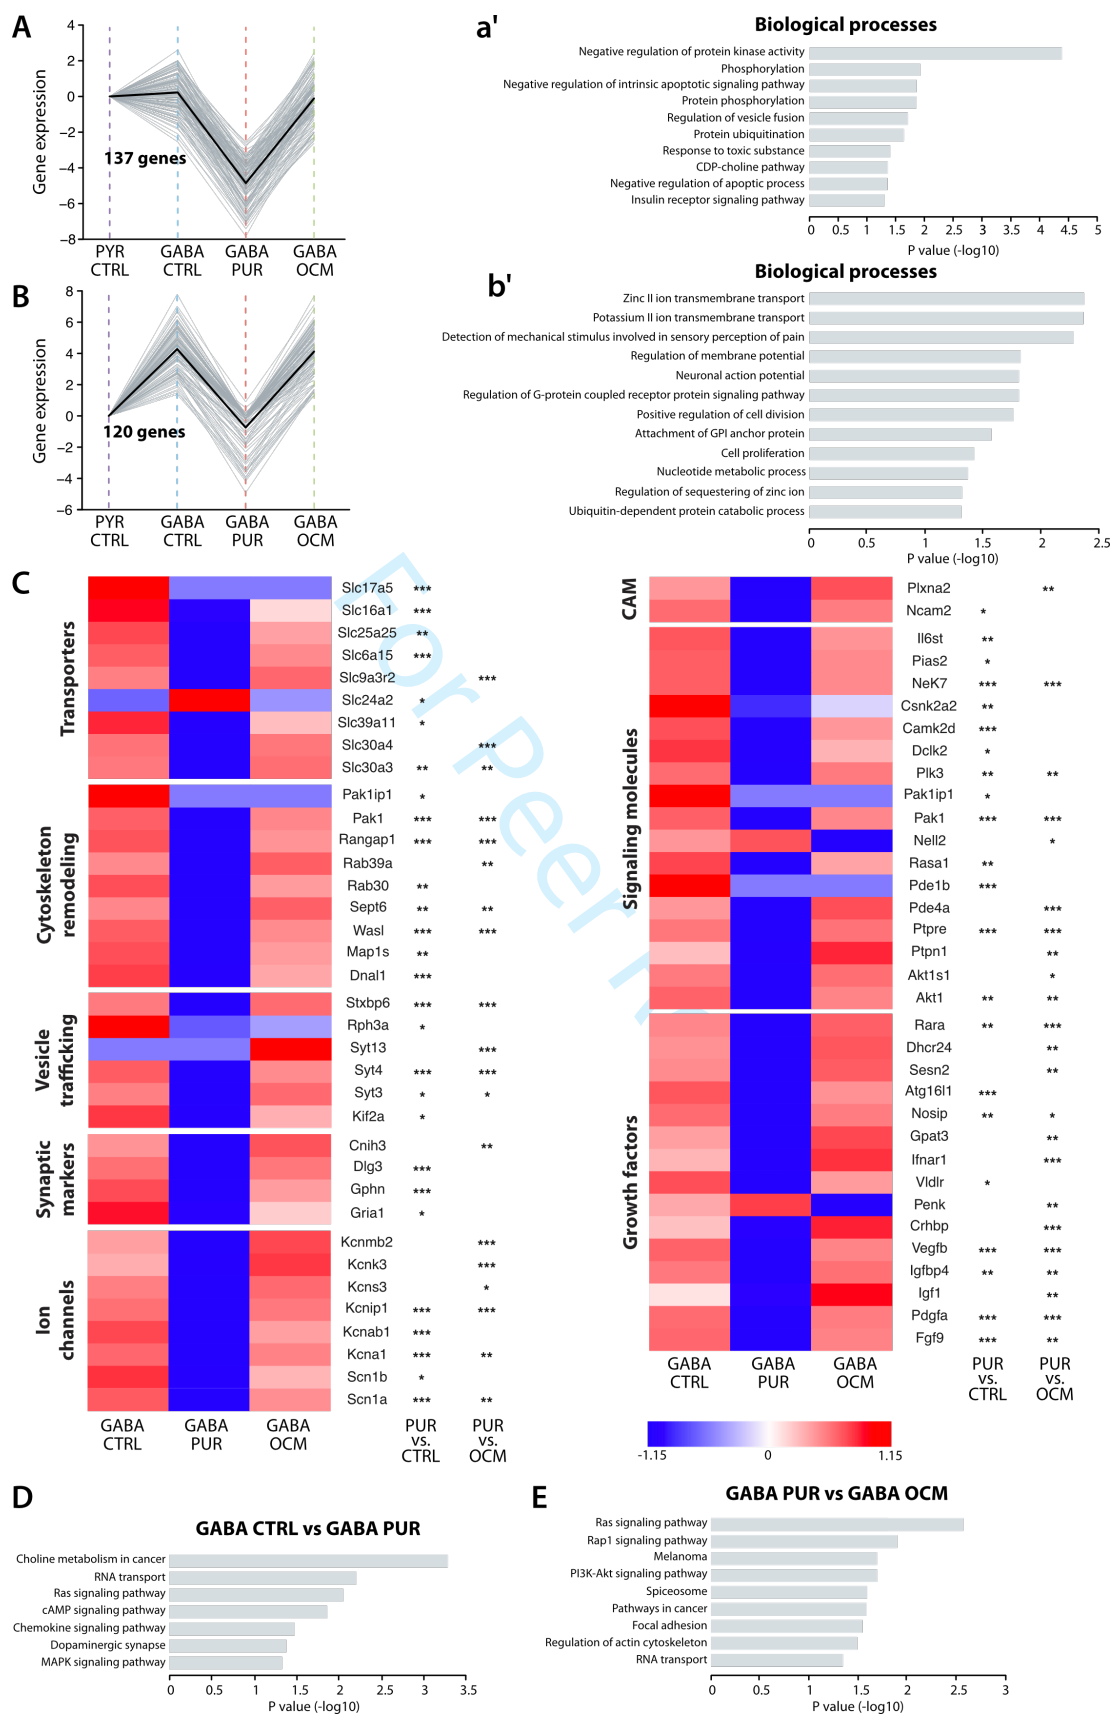 A
Gene expression
4
2
0
−2
−4
−6
−8
137 genes
PYR CTRL
GABA CTRL
GABA PUR
GABA OCM
a'
Biological processes
Negative regulation of protein kinase activity
Phosphorylation
Negative regulation of intrinsic apoptotic signaling pathway
Protein phosphorylation
Regulation of vesicle fusion
Protein ubiquitination
Response to toxic substance
CDP-choline pathway
Negative regulation of apoptic process
Insulin receptor signaling pathway
0 0.5 1 1.5 2 2.5 3 3.5 4 4.5 5
P value (-log10)
B
Gene expression
8
6
4
2
0
−2
−4
−6
120 genes
PYR CTRL
GABA CTRL
GABA PUR
GABA OCM
b'
Biological processes
Zinc II ion transmembrane transport
Potassium II ion transmembrane transport
Detection of mechanical stimulus involved in sensory perception of pain
Regulation of membrane potential
Neuronal action potential
Regulation of G-protein coupled receptor protein signaling pathway
Positive regulation of cell division
Attachment of GPI anchor protein
Cell proliferation
Nucleotide metabolic process
Regulation of sequestering of zinc ion
Ubiquitin-dependent protein catabolic process
0 0.5 1 1.5 2 2.5
P value (-log10)
C
For Peer
Transporters
Slc17a5 ***
Slc16a1 ***
Slc25a25 **
Slc6a15 ***
Slc9a3r2 ***
Slc24a2 *
Slc39a11 *
Slc30a4 ***
Slc30a3 ** **
Cytoskeleton remodeling
Pak1ip1 *
Pak1 *** ***
Rangap1 *** ***
Rab39a **
Rab30 **
Sept6 ** **
Wasl *** ***
Map1s **
Dnal1 ***
Vesicle trafficking
Stxbp6 *** ***
Rph3a *
Syt13 ***
Syt4 *** ***
Syt3 * *
Kif2a *
Synaptic markers
Cnih3 **
Dlg3 ***
Gphn ***
Gria1 *
Ion channels
Kcnmb2 ***
Kcnk3 ***
Kcns3 *
Kcnip1 *** ***
Kcnab1 ***
Kcna1 *** **
Scn1b *
Scn1a *** **
GABA CTRL
GABA PUR
GABA OCM
PUR vs. CTRL
PUR vs. OCM
CAM
Plxna2 **
Ncam2 *
Signaling molecules
Il6st **
Pias2 *
NeK7 *** ***
Csnk2a2 **
Camk2d ***
Dclk2 *
Plk3 ** **
Pak1ip1 *
Pak1 *** ***
Nell2 *
Rasa1 **
Pde1b ***
Pde4a ***
Ptpre *** ***
Ptpn1 **
Akt1s1 *
Akt1 ** **
Growth factors
Rara ** ***
Dhcr24 **
Sesn2 **
Atg16l1 ***
Nosip ** *
Gpat3 **
Ifnar1 ***
Vldlr *
Penk **
Crhbp ***
Vegfb *** ***
Igfbp4 ** **
Igf1 **
Pdgfa *** ***
Fgf9 *** **
GABA CTRL
GABA PUR
GABA OCM
PUR vs. CTRL
PUR vs. OCM
-1.15 0 1.15
D
GABA CTRL vs GABA PUR
Choline metabolism in cancer
RNA transport
Ras signaling pathway
cAMP signaling pathway
Chemokine signaling pathway
Dopaminergic synapse
MAPK signaling pathway
0 0.5 1 1.5 2 2.5 3 3.5
P value (-log10)
E
GABA PUR vs GABA OCM
Ras signaling pathway
Rap1 signaling pathway
Melanoma
PI3K-Akt signaling pathway
Spiceosome
Pathways in cancer
Focal adhesion
Regulation of actin cytoskeleton
RNA transport
0 0.5 1 1.5 2 2.5 3
P value (-log10)